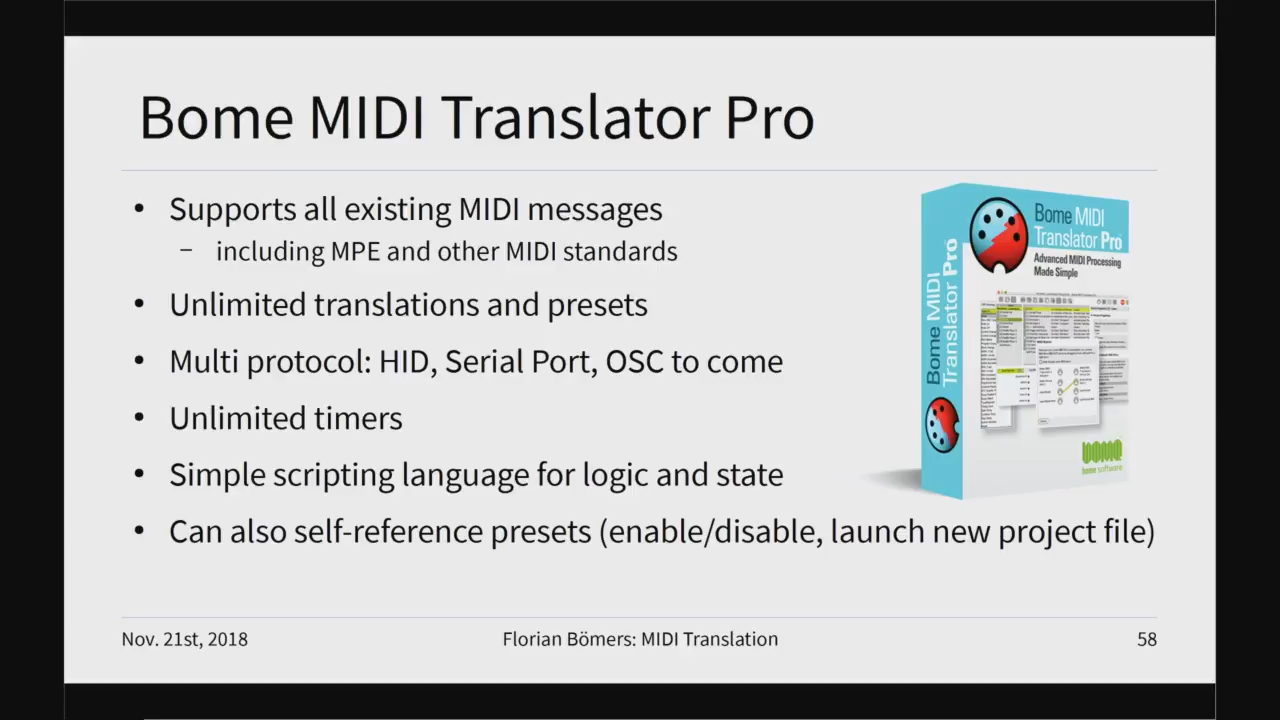 Bome MIDI Translator Pro
• Supports all existing MIDI messages
– including MPE and other MIDI standards
• Unlimited translations and presets
• Multi protocol: HID, Serial Port, OSC to come
• Unlimited timers
• Simple scripting language for logic and state
• Can also self-reference presets (enable/disable, launch new project file)
Bome MIDI
Translator Pro
Bome MIDI
Translator Pro
Advanced MIDI Processing
Made Simple
bome
bome software
Nov. 21st, 2018
Florian Bömers: MIDI Translation
58